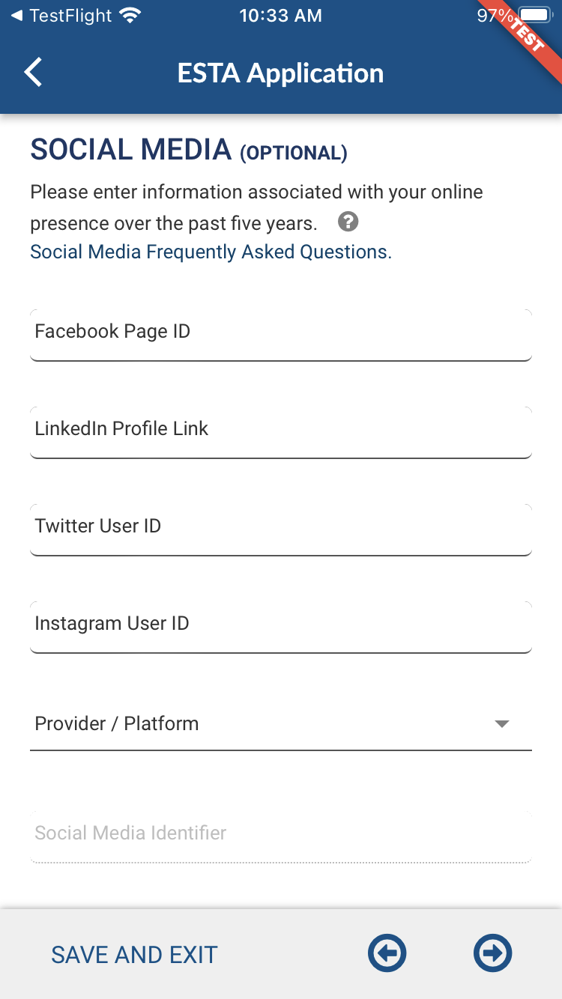 TestFlight 10:33 AM 97%
TEST
ESTA Application
SOCIAL MEDIA (OPTIONAL)
Please enter information associated with your online
presence over the past five years. ?
Social Media Frequently Asked Questions.
Facebook Page ID
LinkedIn Profile Link
Twitter User ID
Instagram User ID
Provider / Platform
Social Media Identifier
SAVE AND EXIT